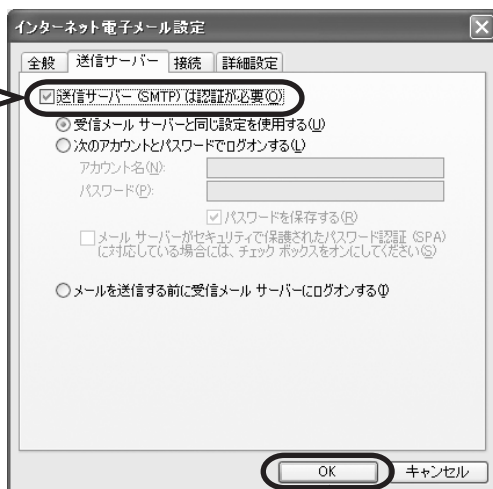 インターネット電子メール設定
全般 送信サーバー 接続 詳細設定
送信サーバー (SMTP) は認証が必要(O)
受信メール サーバーと同じ設定を使用する(U)
次のアカウントとパスワードでログオンする(L)
アカウント名(N):
パスワード(P):
パスワードを保存する(R)
メール サーバーがセキュリティで保護されたパスワード認証 (SPA)
に対応している場合には、チェック ボックスをオンにしてください(S)
メールを送信する前に受信メール サーバーにログオンする(I)
OK キャンセル